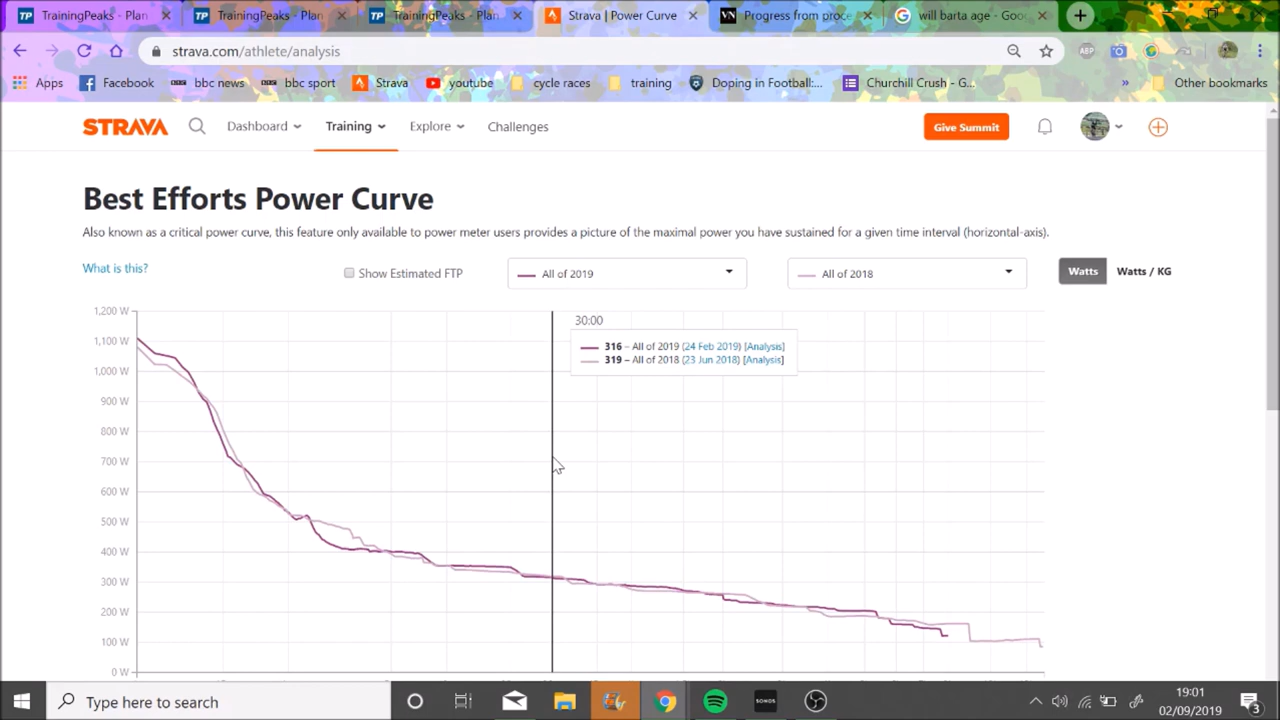 TrainingPeaks - Plan
TrainingPeaks - Plan
TrainingPeaks - Plan
Strava | Power Curve
Progress from proce
will barta age - Goo
strava.com/athlete/analysis
Apps
Facebook
bbc news
bbc sport
Strava
youtube
cycle races
training
Doping in Football:...
Churchill Crush - G...
»
Other bookmarks
STRAVA
Dashboard
Training
Explore
Challenges
Give Summit
Best Efforts Power Curve
Also known as a critical power curve, this feature only available to power meter users provides a picture of the maximal power you have sustained for a given time interval (horizontal-axis).
What is this?
Show Estimated FTP
All of 2019
All of 2018
Watts
Watts / KG
1,200 W
30:00
316 – All of 2019 (24 Feb 2019) [Analysis]
1,100 W
319 – All of 2018 (23 Jun 2018) [Analysis]
1,000 W
900 W
800 W
700 W
600 W
500 W
400 W
300 W
200 W
100 W
0 W
Type here to search
SONOS
19:01
02/09/2019
3